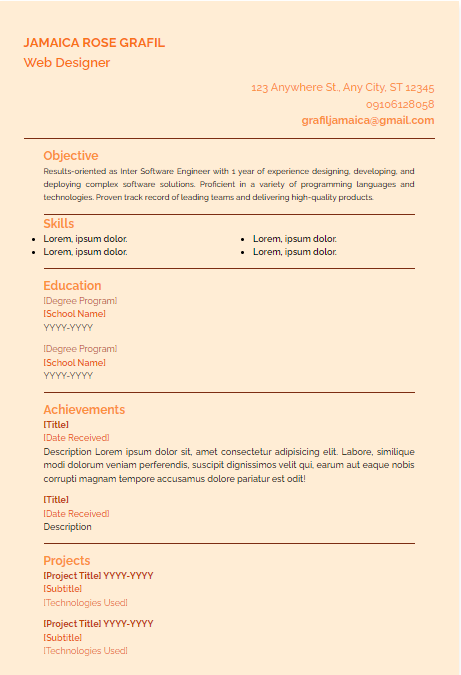 JAMAICA ROSE GRAFIL
Web Designer
123 Anywhere St., Any City, ST 12345
09106128058
grafiljamaica@gmail.com
Objective
Results-oriented as Inter Software Engineer with 1 year of experience designing, developing, and
deploying complex software solutions. Proficient in a variety of programming languages and
technologies. Proven track record of leading teams and delivering high-quality products.
Skills
• Lorem, ipsum dolor.
• Lorem, ipsum dolor.
• Lorem, ipsum dolor.
• Lorem, ipsum dolor.
Education
[Degree Program]
[School Name]
YYYY-YYYY
[Degree Program]
[School Name]
YYYY-YYYY
Achievements
[Title]
[Date Received]
Description Lorem ipsum dolor sit, amet consectetur adipisicing elit. Labore, similique
modi dolorum veniam perferendis, suscipit dignissimos velit qui, earum aut eaque nobis
corrupti magnam tempore accusamus dolore pariatur est odit!
[Title]
[Date Received]
Description
Projects
[Project Title] YYYY-YYYY
[Subtitle]
[Technologies Used]
[Project Title] YYYY-YYYY
[Subtitle]
[Technologies Used]